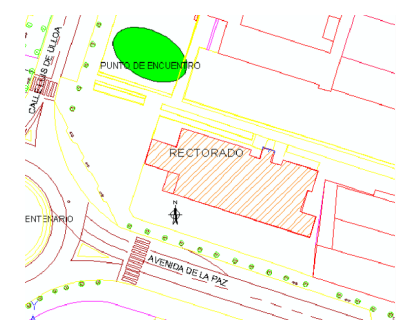 CALLE LUIS DE ULLOA
PUNTO DE ENCUENTRO
RECTORADO
N
ENTENARIO
AVENIDA DE LA PAZ